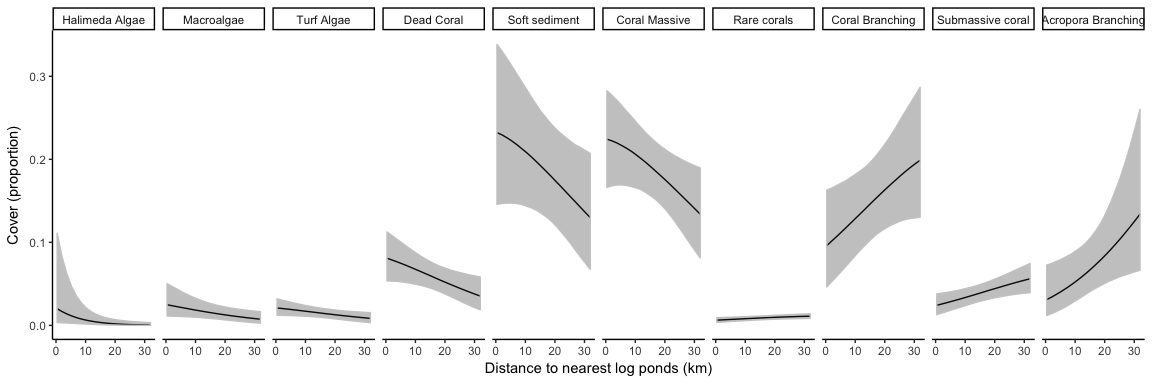 Halimeda Algae Macroalgae Turf Algae Dead Coral Soft sediment Coral Massive Rare corals Coral Branching Submassive coral Acropora Branching
0.3
0.2
0.1
0.0
Cover (proportion)
0 10 20 30 0 10 20 30 0 10 20 30 0 10 20 30 0 10 20 30 0 10 20 30 0 10 20 30 0 10 20 30 0 10 20 30 0 10 20 30
Distance to nearest log ponds (km)